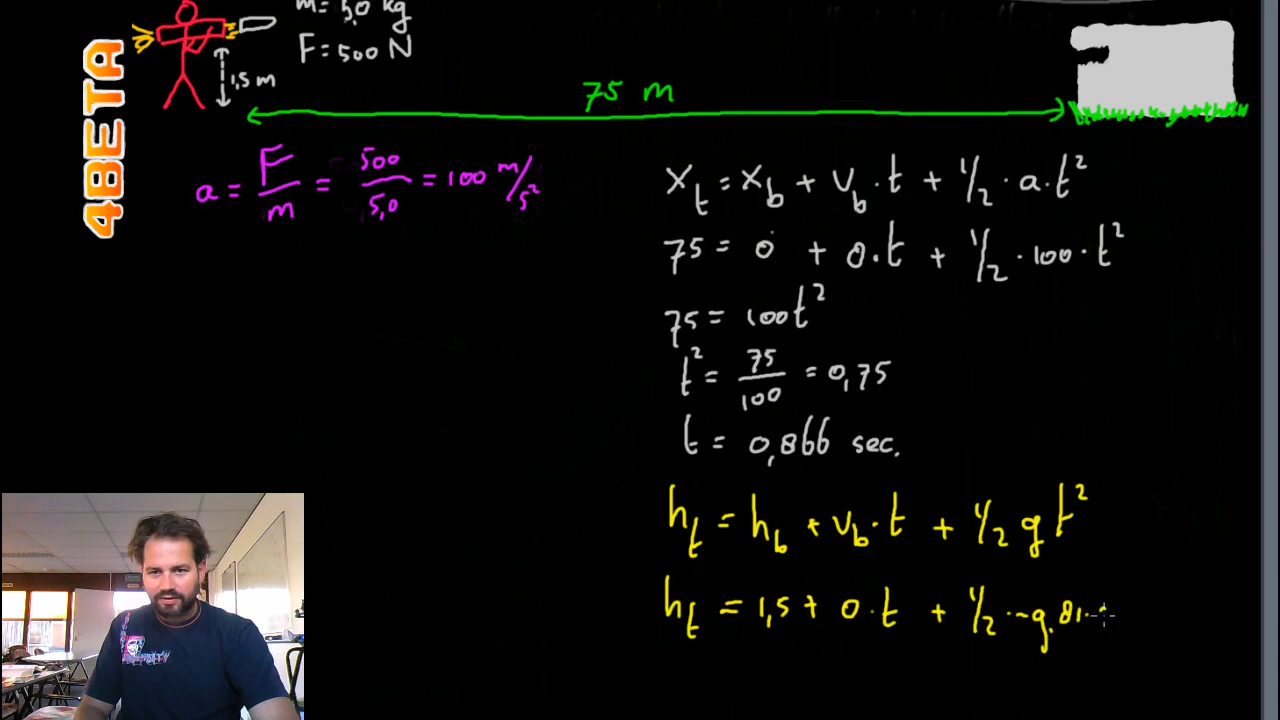 m= 5,0 kg
F= 500 N
1,5 m
4BETA
75 m
a = F/m = 500/5,0 = 100 m/s²
x_t = x_b + v_b · t + 1/2 · a · t²
75 = 0 + 0 · t + 1/2 · 100 · t²
75 = 100t²
t² = 75/100 = 0,75
t = 0,866 sec.
h_t = h_b + v_b · t + 1/2 g t²
h_t = 1,5 + 0 · t + 1/2 · -9.81 ·